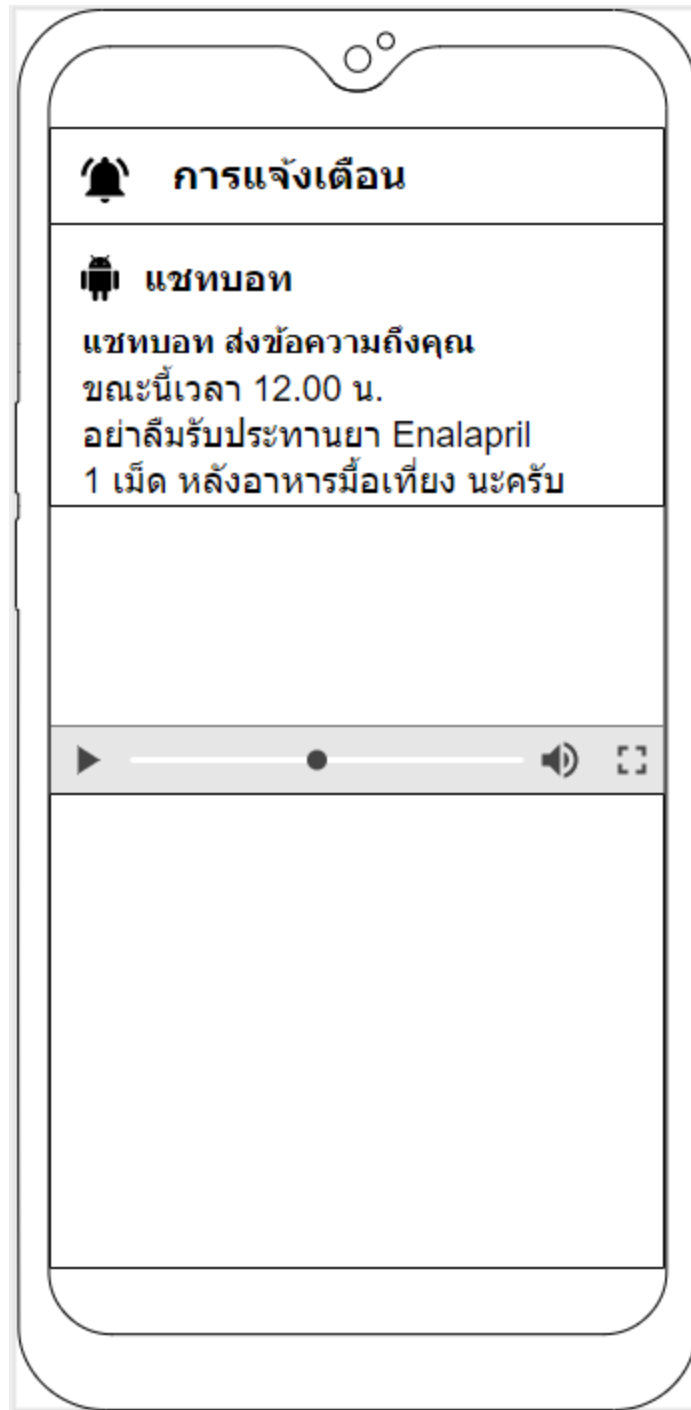 การแจ้งเตือน
แชทบอท
แชทบอท ส่งข้อความถึงคุณ
ขณะนี้เวลา 12.00 น.
อย่าลืมรับประทานยา Enalapril
1 เม็ด หลังอาหารมื้อเที่ยง นะครับ